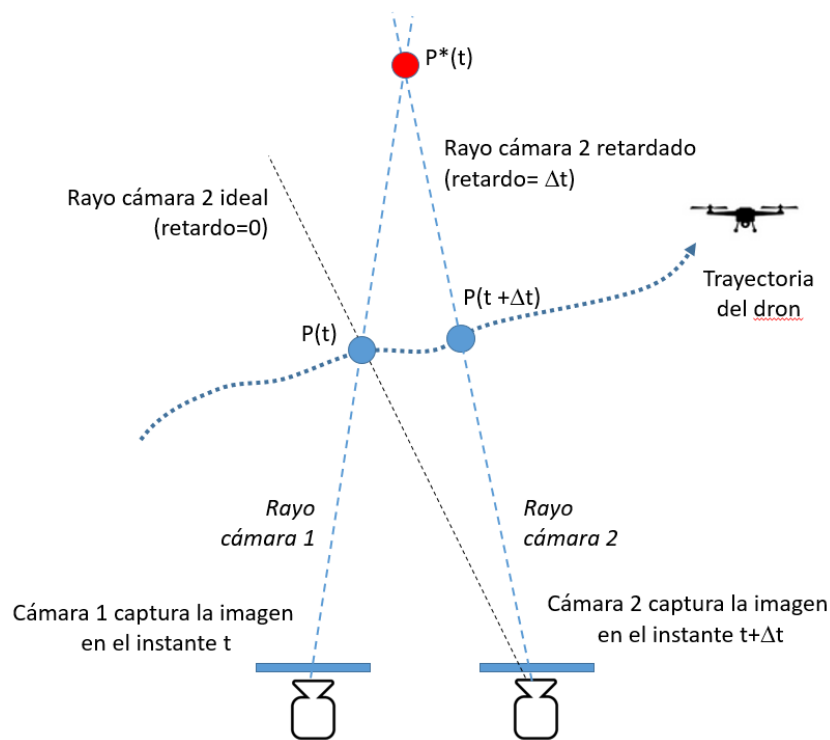 P*(t)
Rayo cámara 2 retardado
(retardo= Δt)
Rayo cámara 2 ideal
(retardo=0)
Trayectoria
del dron
P(t +Δt)
P(t)
Rayo
cámara 1
Rayo
cámara 2
Cámara 1 captura la imagen
en el instante t
Cámara 2 captura la imagen
en el instante t+Δt